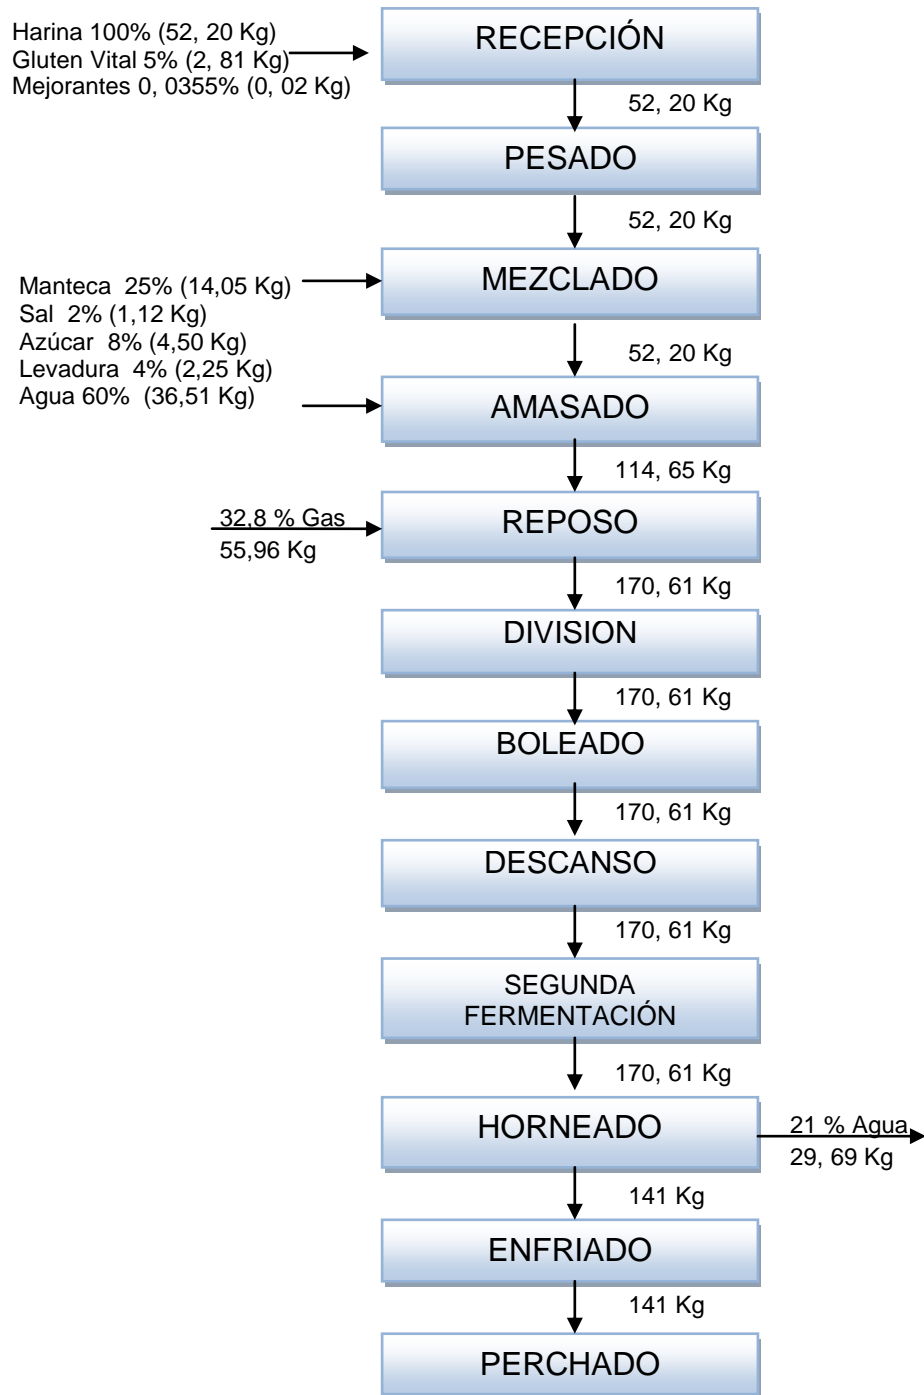 Harina 100% (52, 20 Kg)
Gluten Vital 5% (2, 81 Kg)
Mejorantes 0, 0355% (0, 02 Kg)
RECEPCIÓN
52, 20 Kg
PESADO
52, 20 Kg
MEZCLADO
Manteca 25% (14,05 Kg)
Sal 2% (1,12 Kg)
Azúcar 8% (4,50 Kg)
Levadura 4% (2,25 Kg)
Agua 60% (36,51 Kg)
52, 20 Kg
AMASADO
114, 65 Kg
32,8 % Gas
55,96 Kg
REPOSO
170, 61 Kg
DIVISION
170, 61 Kg
BOLEADO
170, 61 Kg
DESCANSO
170, 61 Kg
SEGUNDA
FERMENTACIÓN
170, 61 Kg
HORNEADO
21 % Agua
29, 69 Kg
141 Kg
ENFRIADO
141 Kg
PERCHADO